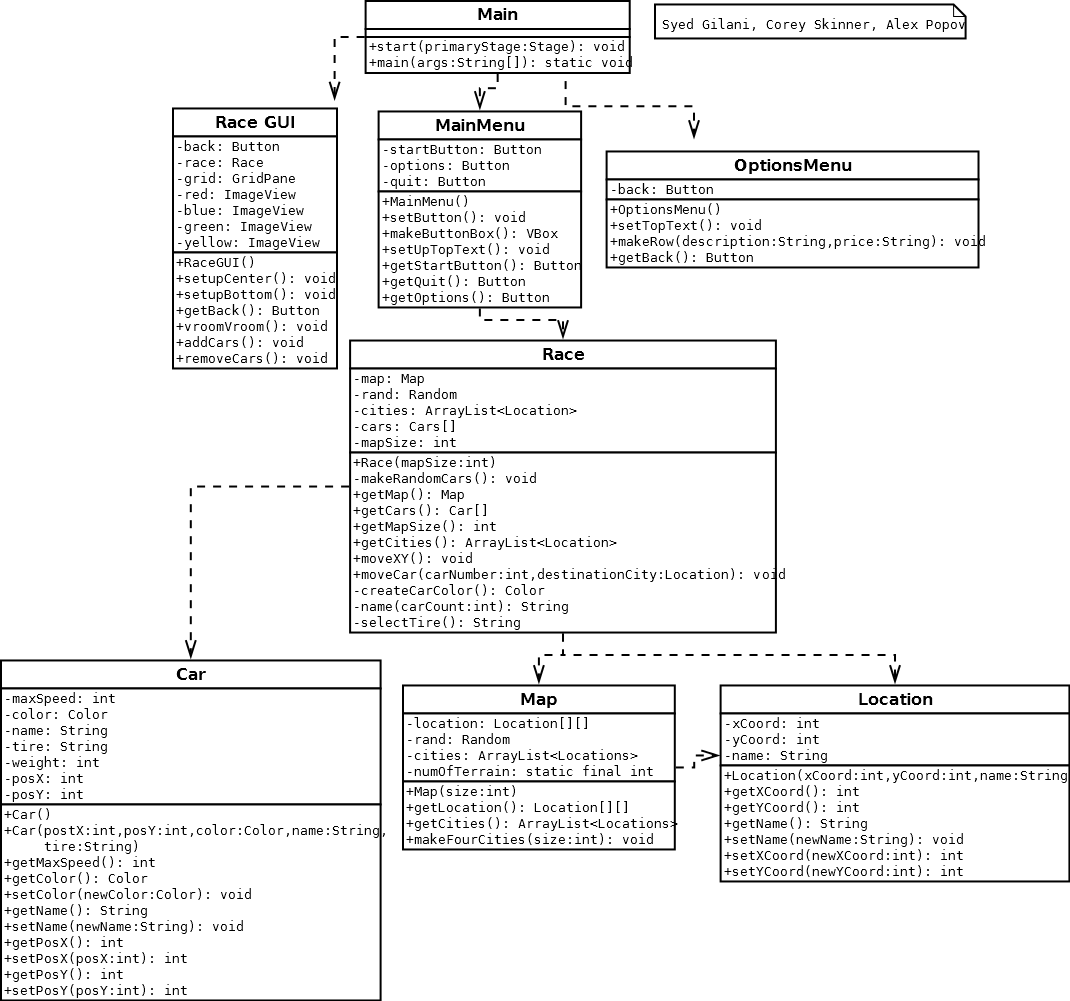 Main
+start(primaryStage:Stage): void
+main(args:String[]): static void
Syed Gilani, Corey Skinner, Alex Popov
Race GUI
-back: Button
-race: Race
-grid: GridPane
-red: ImageView
-blue: ImageView
-green: ImageView
-yellow: ImageView
+RaceGUI()
+setupCenter(): void
+setupBottom(): void
+getBack(): Button
+vroomVroom(): void
+addCars(): void
+removeCars(): void
MainMenu
-startButton: Button
-options: Button
-quit: Button
+MainMenu()
+setButton(): void
+makeButtonBox(): VBox
+setUpTopText(): void
+getStartButton(): Button
+getQuit(): Button
+getOptions(): Button
OptionsMenu
-back: Button
+OptionsMenu()
+setTopText(): void
+makeRow(description:String,price:String): void
+getBack(): Button
Race
-map: Map
-rand: Random
-cities: ArrayList<Location>
-cars: Cars[]
-mapSize: int
+Race(mapSize:int)
-makeRandomCars(): void
+getMap(): Map
+getCars(): Car[]
+getMapSize(): int
+getCities(): ArrayList<Location>
+moveXY(): void
+moveCar(carNumber:int,destinationCity:Location): void
-createCarColor(): Color
-name(carCount:int): String
-selectTire(): String
Car
-maxSpeed: int
-color: Color
-name: String
-tire: String
-weight: int
-posX: int
-posY: int
+Car()
+Car(postX:int,posY:int,color:Color,name:String,
tire:String)
+getMaxSpeed(): int
+getColor(): Color
+setColor(newColor:Color): void
+getName(): String
+setName(newName:String): void
+getPosX(): int
+setPosX(posX:int): int
+getPosY(): int
+setPosY(posY:int): int
Map
-location: Location[][]
-rand: Random
-cities: ArrayList<Locations>
-numOfTerrain: static final int
+Map(size:int)
+getLocation(): Location[][]
+getCities(): ArrayList<Locations>
+makeFourCities(size:int): void
Location
-xCoord: int
-yCoord: int
-name: String
+Location(xCoord:int,yCoord:int,name:String
+getXCoord(): int
+getYCoord(): int
+getName(): String
+setName(newName:String): void
+setXCoord(newXCoord:int): int
+setYCoord(newYCoord:int): int